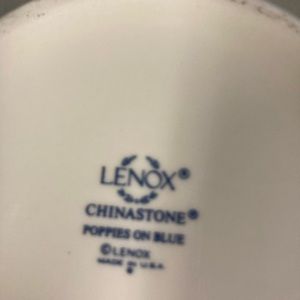 LENOX®
CHINASTONE®
POPPIES ON BLUE
©LENOX
MADE IN U.S.A.